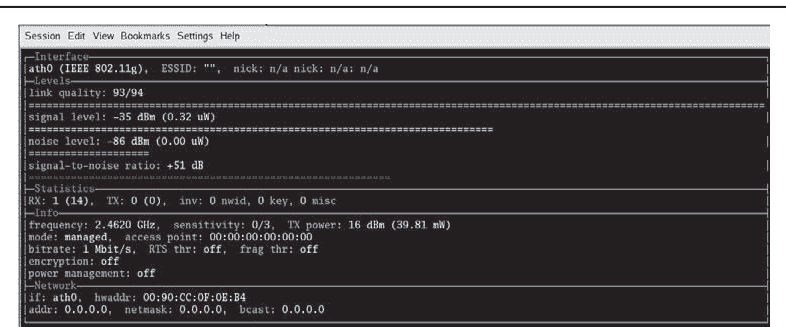 Session Edit View Bookmarks Settings Help
Interface
ath0 (IEEE 802.11g), ESSID: "", nick: n/a nick: n/a: n/a
Levels
link quality: 93/94
signal level: -35 dBm (0.32 uW)
noise level: -86 dBm (0.00 uW)
signal-to-noise ratio: +51 dB
Statistics
RX: 1 (14), TX: 0 (0), inv: 0 nwid, 0 key, 0 misc
Info
frequency: 2.4620 GHz, sensitivity: 0/3, TX power: 16 dBm (39.81 mW)
mode: managed, access point: 00:00:00:00:00:00
bitrate: 1 Mbit/s, RTS thr: off, frag thr: off
encryption: off
power management: off
Network
if: ath0, hwaddr: 00:90:CC:0F:0E:B4
addr: 0.0.0.0, netmask: 0.0.0.0, bcast: 0.0.0.0